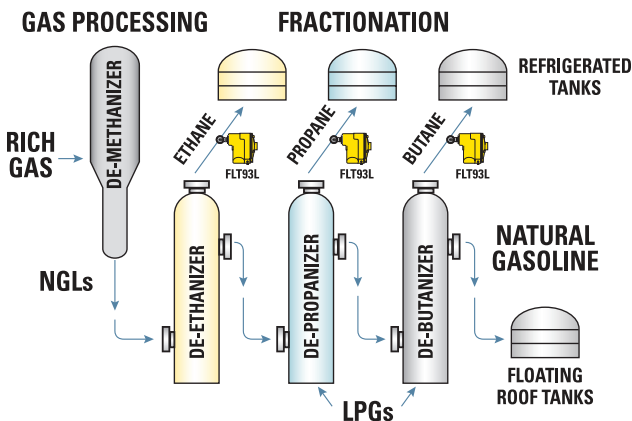 GAS PROCESSING
FRACTIONATION
REFRIGERATED
TANKS
RICH
GAS
DE-METHANIZER
ETHANE
FLT93L
PROPANE
FLT93L
BUTANE
FLT93L
NGLs
DE-ETHANIZER
DE-PROPANIZER
DE-BUTANIZER
NATURAL
GASOLINE
FLOATING
ROOF TANKS
LPGs